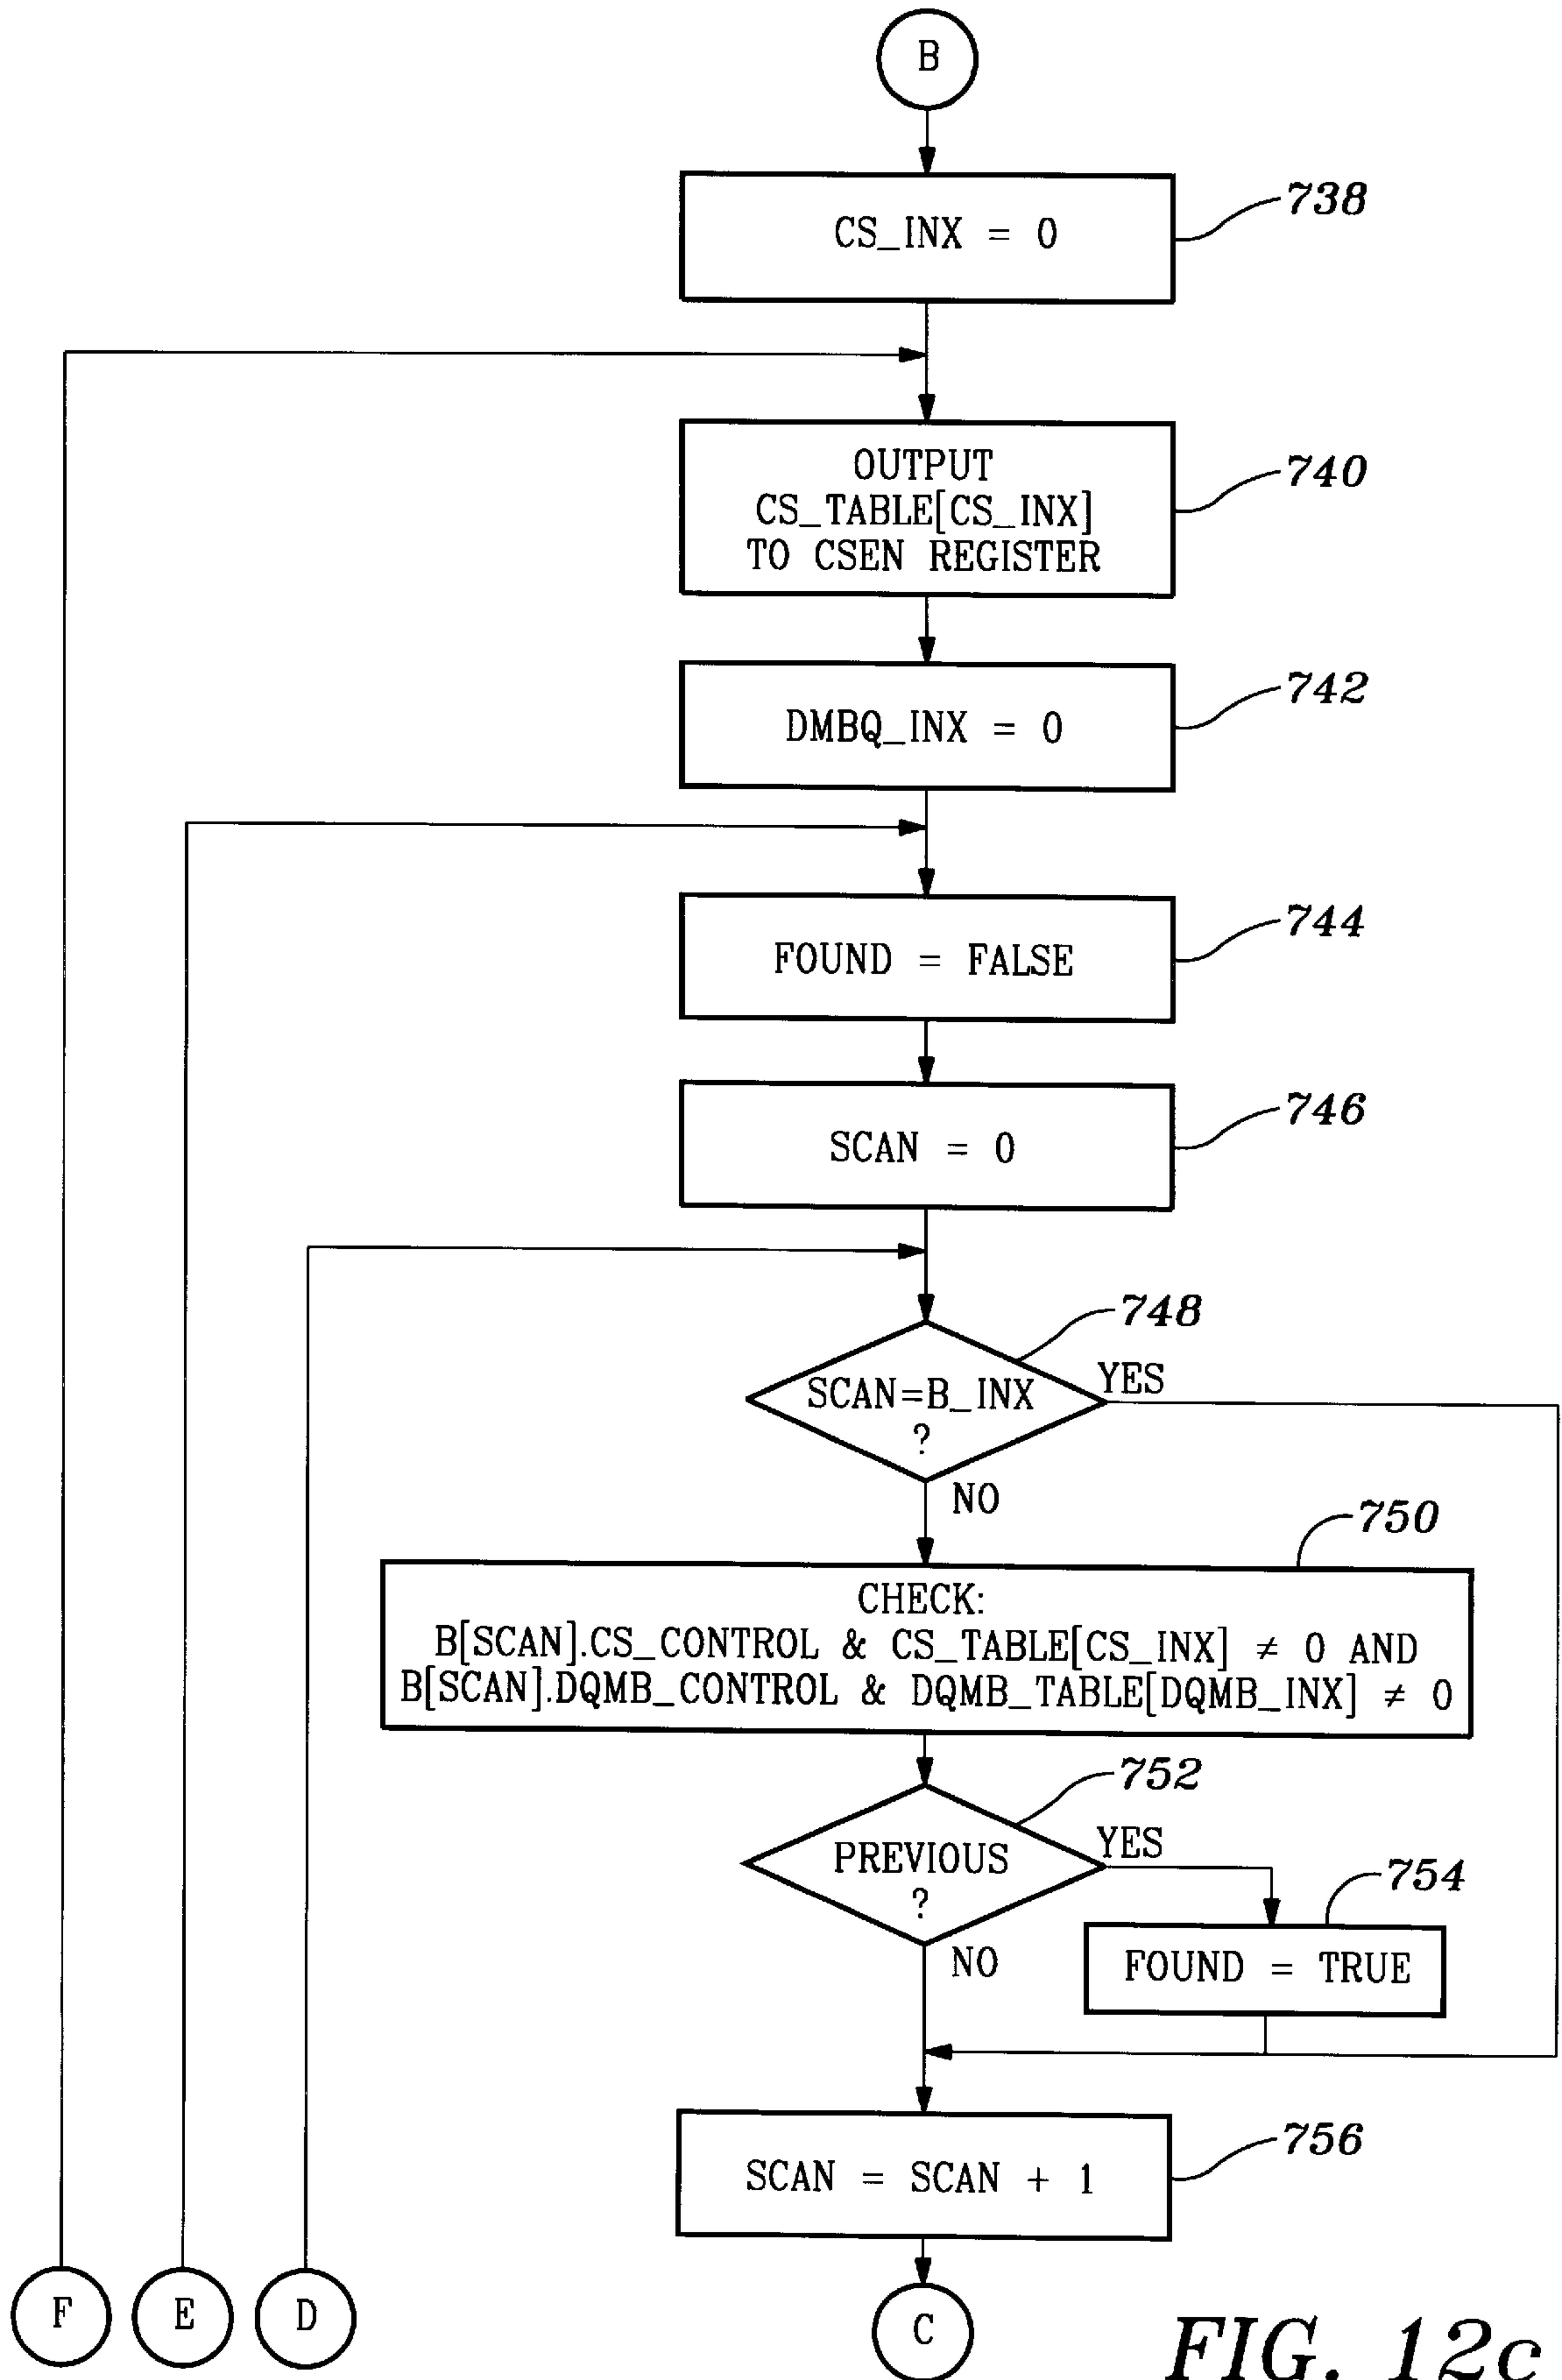 B
738
CS_INX = 0
OUTPUT
CS_TABLE[CS_INX]
TO CSEN REGISTER
740
742
DMBQ_INX = 0
744
FOUND = FALSE
746
SCAN = 0
748
SCAN=B_INX
?
YES
NO
750
CHECK:
B[SCAN].CS_CONTROL & CS_TABLE[CS_INX] ≠ 0 AND
B[SCAN].DQMB_CONTROL & DQMB_TABLE[DQMB_INX] ≠ 0
752
PREVIOUS
?
YES
NO
754
FOUND = TRUE
756
SCAN = SCAN + 1
F
E
D
C
FIG. 12c